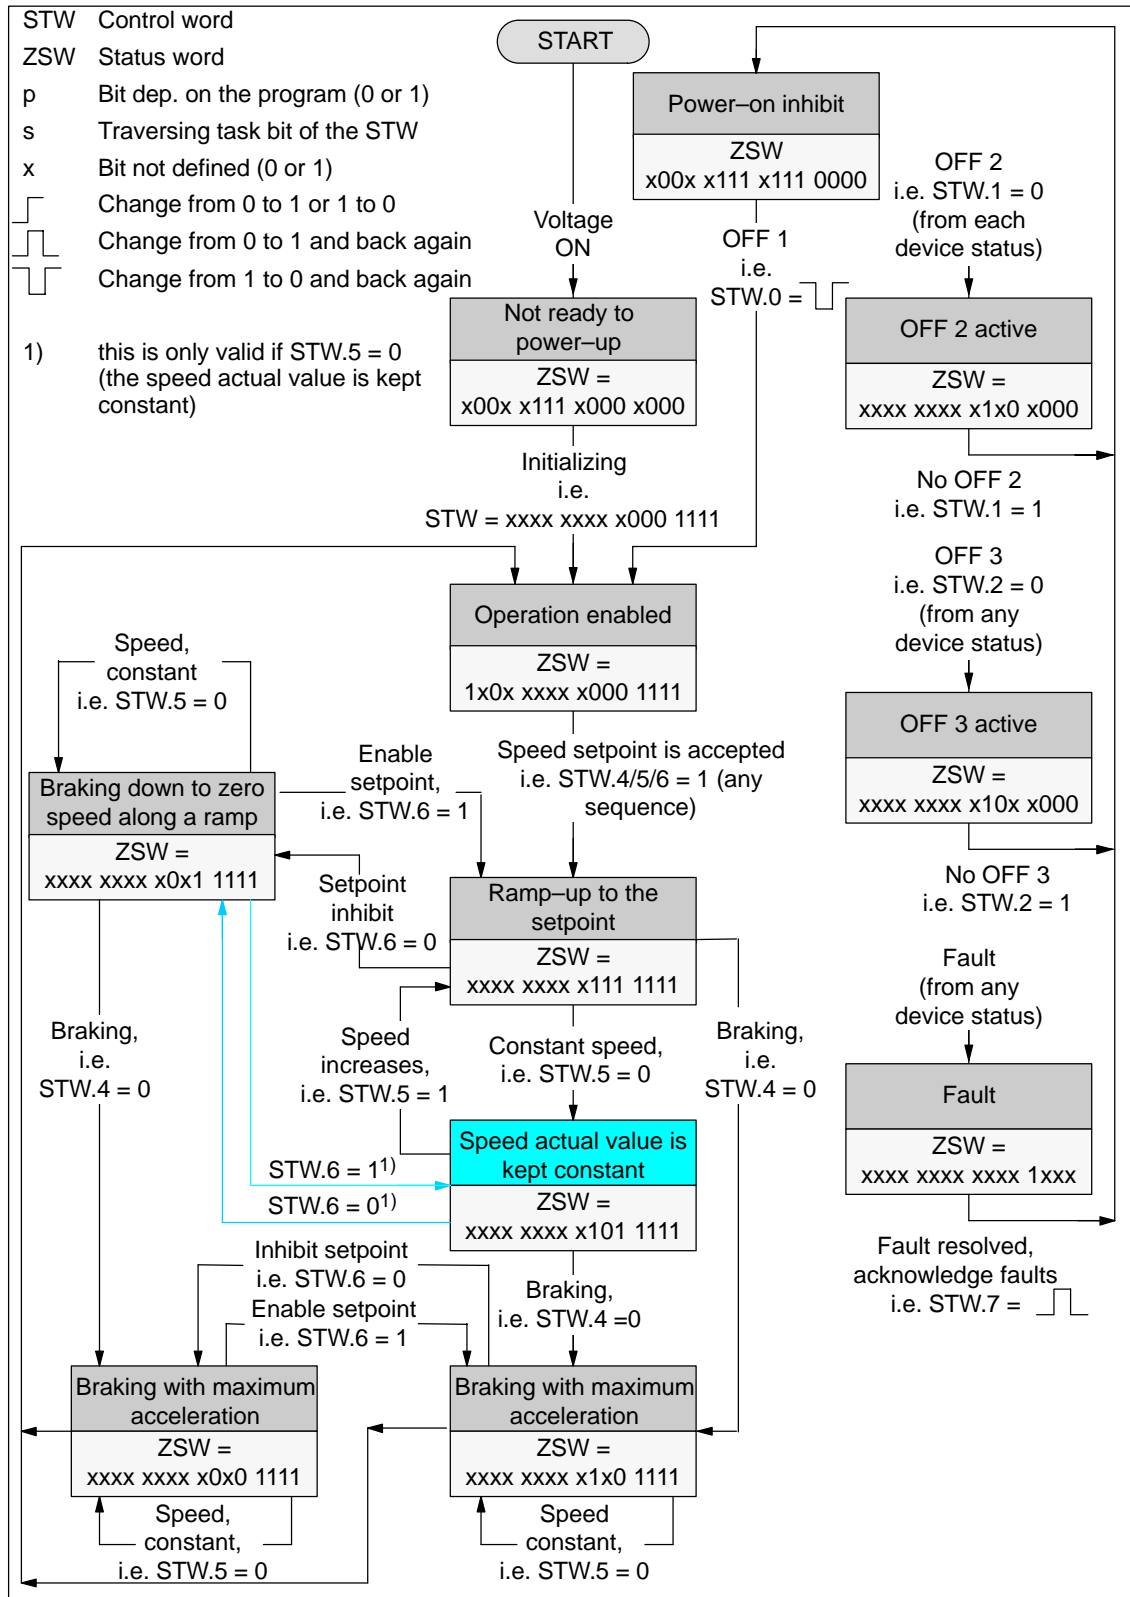 STW Control word
ZSW Status word
p Bit dep. on the program (0 or 1)
s Traversing task bit of the STW
x Bit not defined (0 or 1)
Change from 0 to 1 or 1 to 0
Change from 0 to 1 and back again
Change from 1 to 0 and back again
1) this is only valid if STW.5 = 0
(the speed actual value is kept
constant)
START
Voltage
ON
Power–on inhibit
ZSW
x00x x111 x111 0000
OFF 1
i.e.
STW.0 =
OFF 2
i.e. STW.1 = 0
(from each
device status)
OFF 2 active
ZSW =
xxxx xxxx x1x0 x000
No OFF 2
i.e. STW.1 = 1
Not ready to
power–up
ZSW =
x00x x111 x000 x000
Initializing
i.e.
STW = xxxx xxxx x000 1111
OFF 3
i.e. STW.2 = 0
(from any
device status)
OFF 3 active
ZSW =
xxxx xxxx x10x x000
No OFF 3
i.e. STW.2 = 1
Operation enabled
ZSW =
1x0x xxxx x000 1111
Speed setpoint is accepted
i.e. STW.4/5/6 = 1 (any
sequence)
Speed,
constant
i.e. STW.5 = 0
Enable
setpoint,
i.e. STW.6 = 1
Braking down to zero
speed along a ramp
ZSW =
xxxx xxxx x0x1 1111
Setpoint
inhibit
i.e. STW.6 = 0
Ramp–up to the
setpoint
ZSW =
xxxx xxxx x111 1111
Fault
(from any
device status)
Fault
ZSW =
xxxx xxxx xxxx 1xxx
Fault resolved,
acknowledge faults
i.e. STW.7 =
Braking,
i.e.
STW.4 = 0
Speed
increases,
i.e. STW.5 = 1
Constant speed,
i.e. STW.5 = 0
Braking,
i.e.
STW.4 = 0
Speed actual value is
kept constant
ZSW =
xxxx xxxx x101 1111
STW.6 = 1 1)
STW.6 = 0 1)
Inhibit setpoint
i.e. STW.6 = 0
Enable setpoint
i.e. STW.6 = 1
Braking,
i.e. STW.4 =0
Braking with maximum
acceleration
ZSW =
xxxx xxxx x0x0 1111
Speed,
constant,
i.e. STW.5 = 0
Braking with maximum
acceleration
ZSW =
xxxx xxxx x1x0 1111
Speed
constant,
i.e. STW.5 = 0